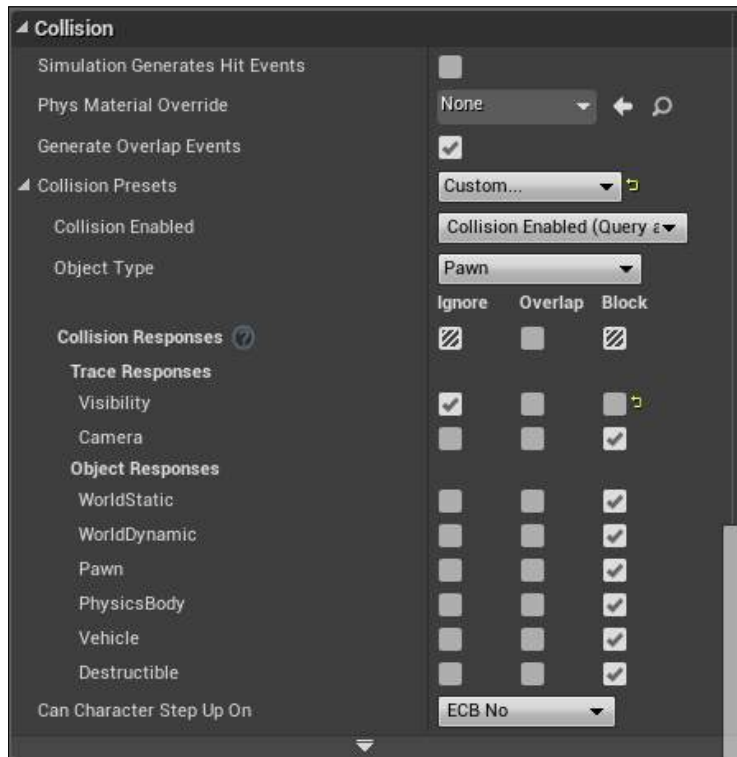 Collision
Simulation Generates Hit Events
Phys Material Override None
Generate Overlap Events
Collision Presets Custom...
Collision Enabled Collision Enabled (Query a
Object Type Pawn
Ignore Overlap Block
Collision Responses ?
Trace Responses
Visibility
Camera
Object Responses
WorldStatic
WorldDynamic
Pawn
PhysicsBody
Vehicle
Destructible
Can Character Step Up On ECB No